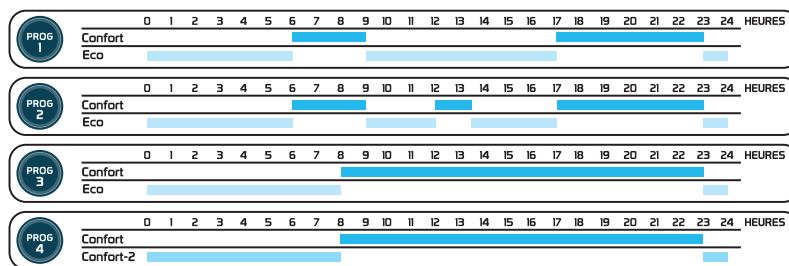 PROG 1
0 1 2 3 4 5 6 7 8 9 10 11 12 13 14 15 16 17 18 19 20 21 22 23 24 HEURES
Confort
Eco
PROG 2
0 1 2 3 4 5 6 7 8 9 10 11 12 13 14 15 16 17 18 19 20 21 22 23 24 HEURES
Confort
Eco
PROG 3
0 1 2 3 4 5 6 7 8 9 10 11 12 13 14 15 16 17 18 19 20 21 22 23 24 HEURES
Confort
Eco
PROG 4
0 1 2 3 4 5 6 7 8 9 10 11 12 13 14 15 16 17 18 19 20 21 22 23 24 HEURES
Confort
Confort-2